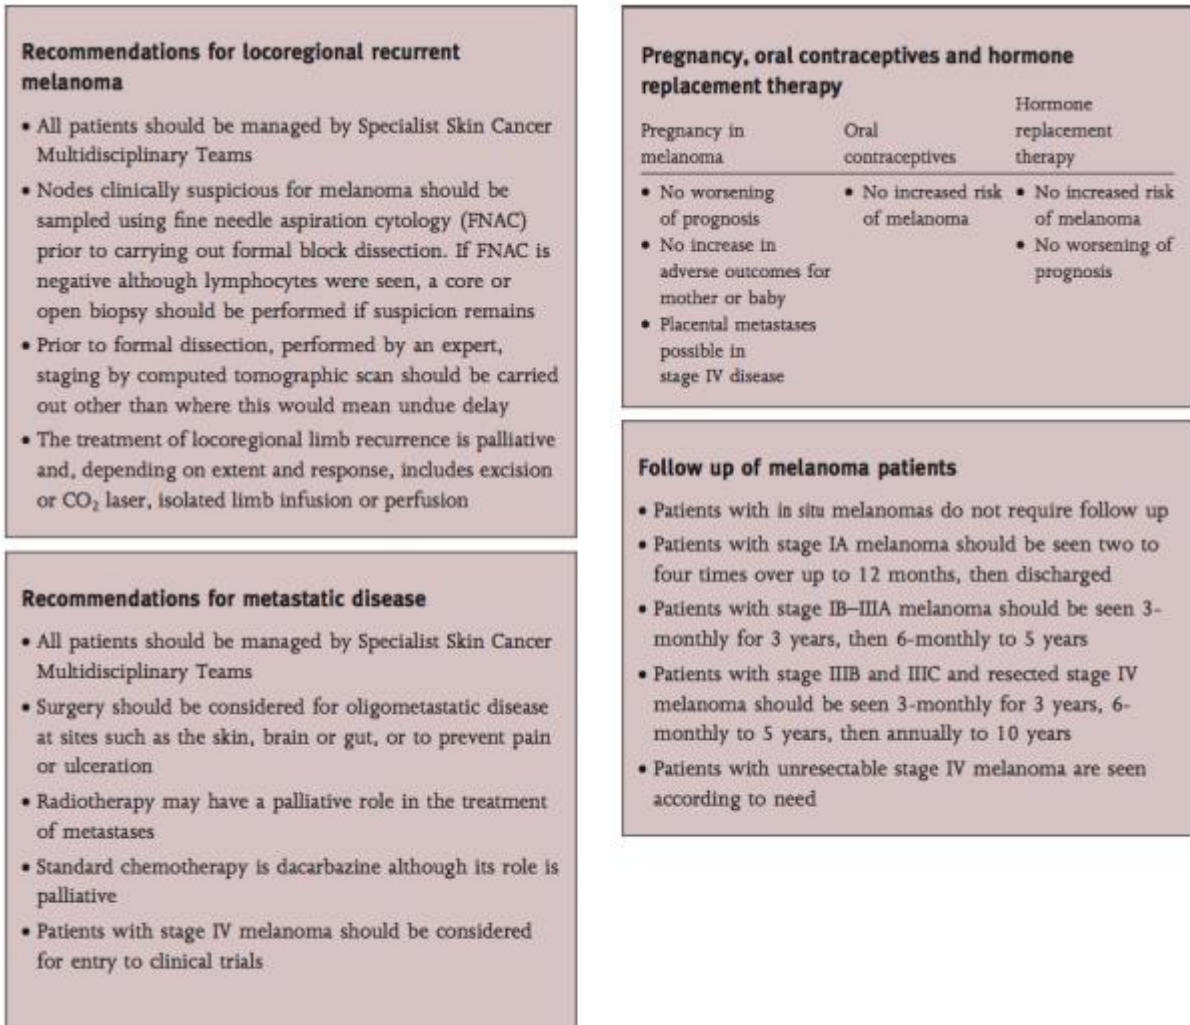 Recommendations for locoregional recurrent
melanoma
• All patients should be managed by Specialist Skin Cancer
Multidisciplinary Teams
• Nodes clinically suspicious for melanoma should be
sampled using fine needle aspiration cytology (FNAC)
prior to carrying out formal block dissection. If FNAC is
negative although lymphocytes were seen, a core or
open biopsy should be performed if suspicion remains
• Prior to formal dissection, performed by an expert,
staging by computed tomographic scan should be carried
out other than where this would mean undue delay
• The treatment of locoregional limb recurrence is palliative
and, depending on extent and response, includes excision
or CO₂ laser, isolated limb infusion or perfusion
Recommendations for metastatic disease
• All patients should be managed by Specialist Skin Cancer
Multidisciplinary Teams
• Surgery should be considered for oligometastatic disease
at sites such as the skin, brain or gut, or to prevent pain
or ulceration
• Radiotherapy may have a palliative role in the treatment
of metastases
• Standard chemotherapy is dacarbazine although its role is
palliative
• Patients with stage IV melanoma should be considered
for entry to clinical trials
Pregnancy, oral contraceptives and hormone
replacement therapy
Pregnancy in
melanoma
Oral
contraceptives
Hormone
replacement
therapy
• No worsening
of prognosis
• No increase in
adverse outcomes for
mother or baby
• Placental metastases
possible in
stage IV disease
• No increased risk
of melanoma
• No increased risk
of melanoma
• No worsening of
prognosis
Follow up of melanoma patients
• Patients with in situ melanomas do not require follow up
• Patients with stage IA melanoma should be seen two to
four times over up to 12 months, then discharged
• Patients with stage IB–IIIA melanoma should be seen 3-
monthly for 3 years, then 6-monthly to 5 years
• Patients with stage IIIB and IIIC and resected stage IV
melanoma should be seen 3-monthly for 3 years, 6-
monthly to 5 years, then annually to 10 years
• Patients with unresectable stage IV melanoma are seen
according to need